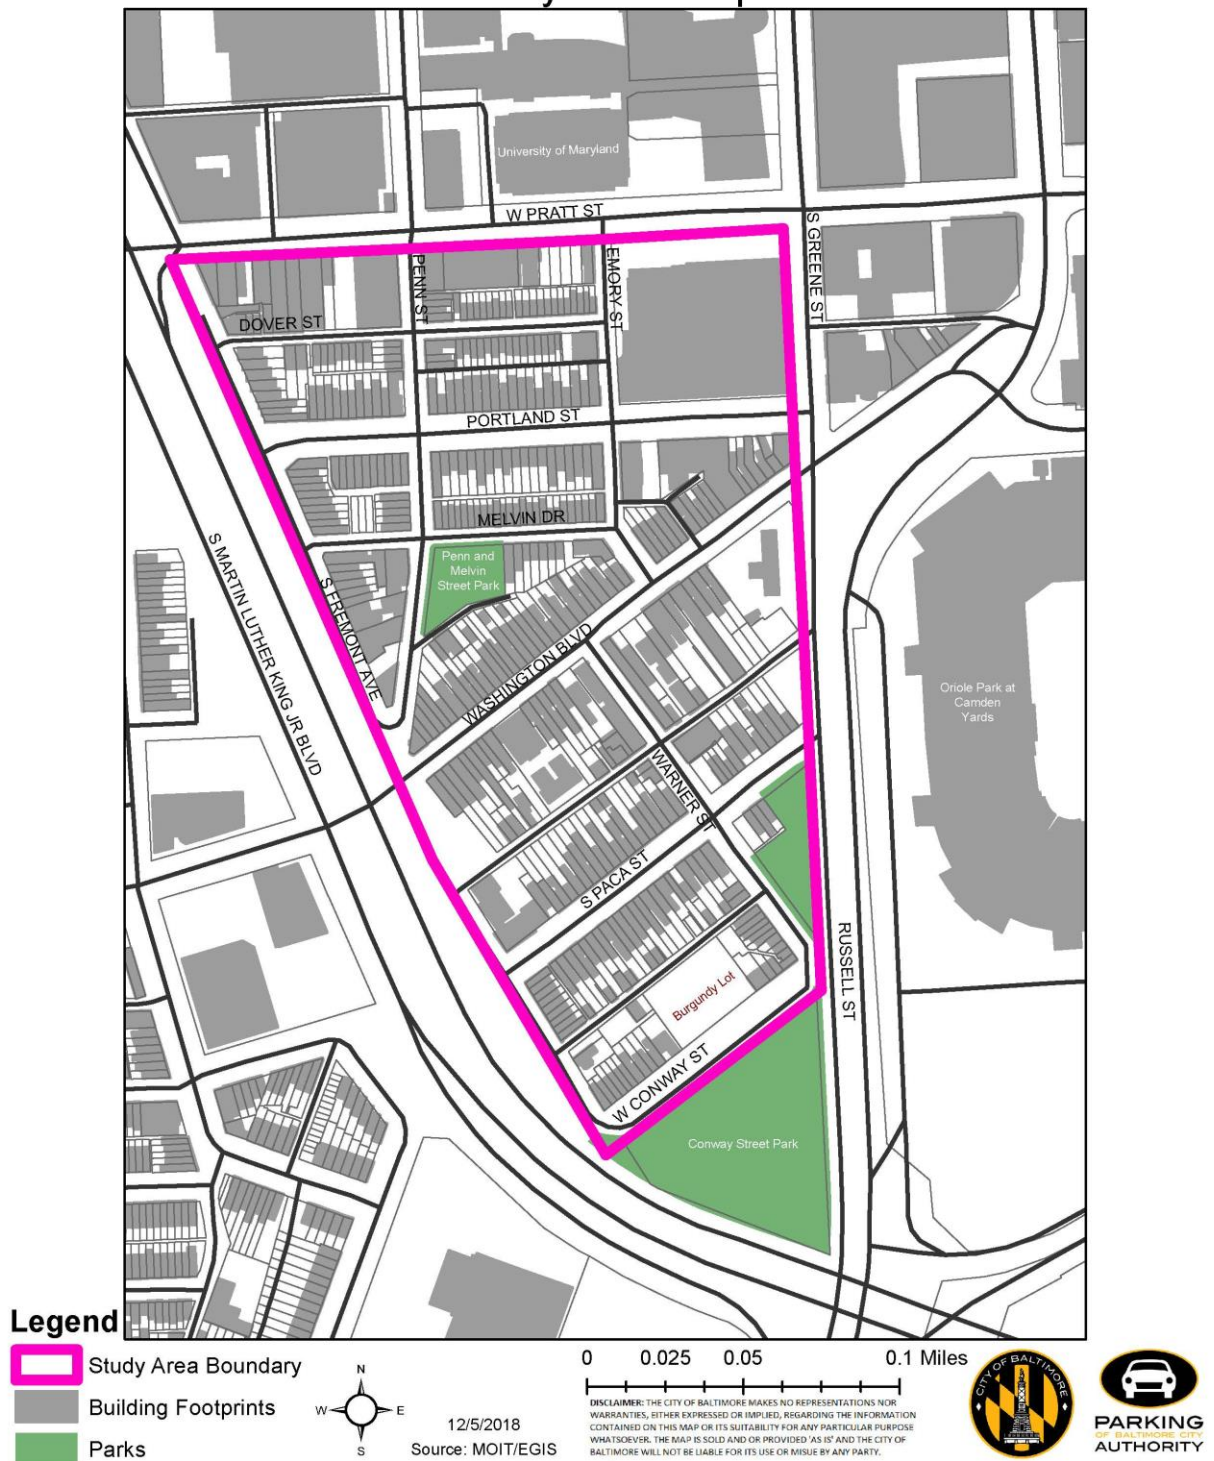 University of Maryland
W PRATT ST
S GREENE ST
PENN ST
EMORY ST
DOVER ST
PORTLAND ST
MELVIN DR
Penn and
Melvin
Street Park
S FREMONT AVE
S MARTIN LUTHER KING JR BLVD
WASHINGTON BLVD
Oriole Park at
Camden
Yards
WARNER ST
S PACA ST
RUSSELL ST
Burgundy Lot
W CONWAY ST
Conway Street Park
Legend
Study Area Boundary
Building Footprints
Parks
N
W E
S
12/5/2018
Source: MOIT/EGIS
0 0.025 0.05 0.1 Miles
DISCLAIMER: THE CITY OF BALTIMORE MAKES NO REPRESENTATIONS NOR
WARRANTIES, EITHER EXPRESSED OR IMPLIED, REGARDING THE INFORMATION
CONTAINED ON THIS MAP OR ITS SUITABILITY FOR ANY PARTICULAR PURPOSE
WHATSOEVER. THE MAP IS SOLD AND OR PROVIDED 'AS IS' AND THE CITY OF
BALTIMORE WILL NOT BE LIABLE FOR ITS USE OR MISUE BY ANY PARTY.
CITY OF BALTIMORE
PARKING
OF BALTIMORE CITY
AUTHORITY